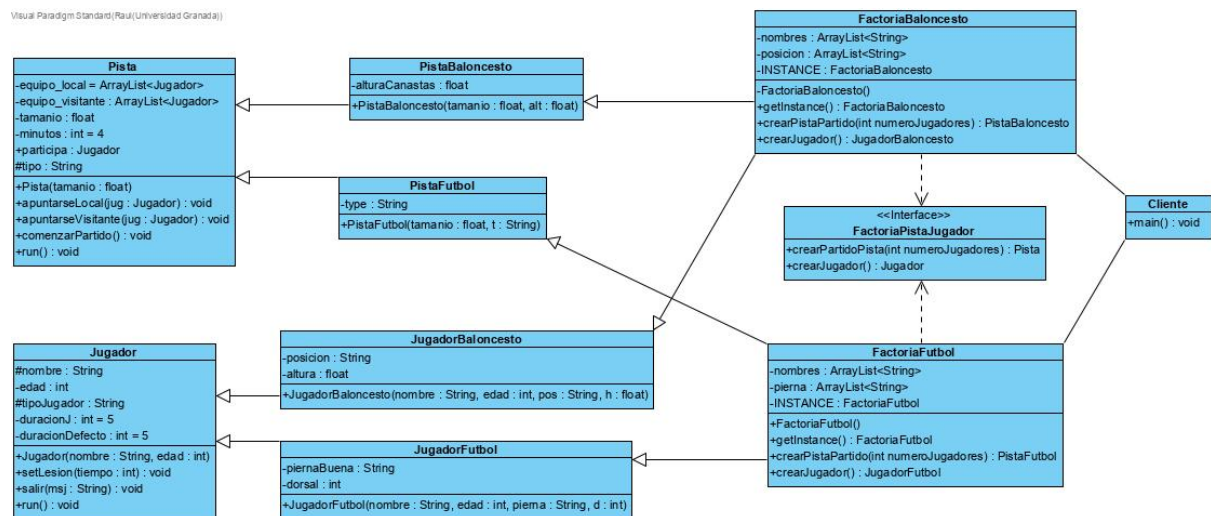 Visual Paradigm Standard(Raul(Universidad Granada))
Pista
-equipo_local = ArrayList<Jugador>
-equipo_visitante : ArrayList<Jugador>
-tamanio : float
-minutos : int = 4
+participa : Jugador
#tipo : String
+Pista(tamanio : float)
+apuntarseLocal(jug : Jugador) : void
+apuntarseVisitante(jug : Jugador) : void
+comenzarPartido() : void
+run() : void
PistaBaloncesto
-alturaCanastas : float
+PistaBaloncesto(tamanio : float, alt : float)
PistaFutbol
-type : String
+PistaFutbol(tamanio : float, t : String)
FactoriaBaloncesto
-nombres : ArrayList<String>
-posicion : ArrayList<String>
-INSTANCE : FactoriaBaloncesto
-FactoriaBaloncesto()
+getInstance() : FactoriaBaloncesto
+crearPistaPartido(int numeroJugadores) : PistaBaloncesto
+crearJugador() : JugadorBaloncesto
<<Interface>>
FactoriaPistaJugador
+crearPartidoPista(int numeroJugadores) : Pista
+crearJugador() : Jugador
Cliente
+main() : void
Jugador
#nombre : String
-edad : int
#tipoJugador : String
-duracionJ : int = 5
-duracionDefecto : int = 5
+Jugador(nombre : String, edad : int)
+setLesion(tiempo : int) : void
+salir(msj : String) : void
+run() : void
JugadorBaloncesto
-posicion : String
-altura : float
+JugadorBaloncesto(nombre : String, edad : int, pos : String, h : float)
JugadorFutbol
-piernaBuena : String
-dorsal : int
+JugadorFutbol(nombre : String, edad : int, pierna : String, d : int)
FactoriaFutbol
-nombres : ArrayList<String>
-pierna : ArrayList<String>
-INSTANCE : FactoriaFutbol
+FactoriaFutbol()
+getInstance() : FactoriaFutbol
+crearPistaPartido(int numeroJugadores) : PistaFutbol
+crearJugador() : JugadorFutbol